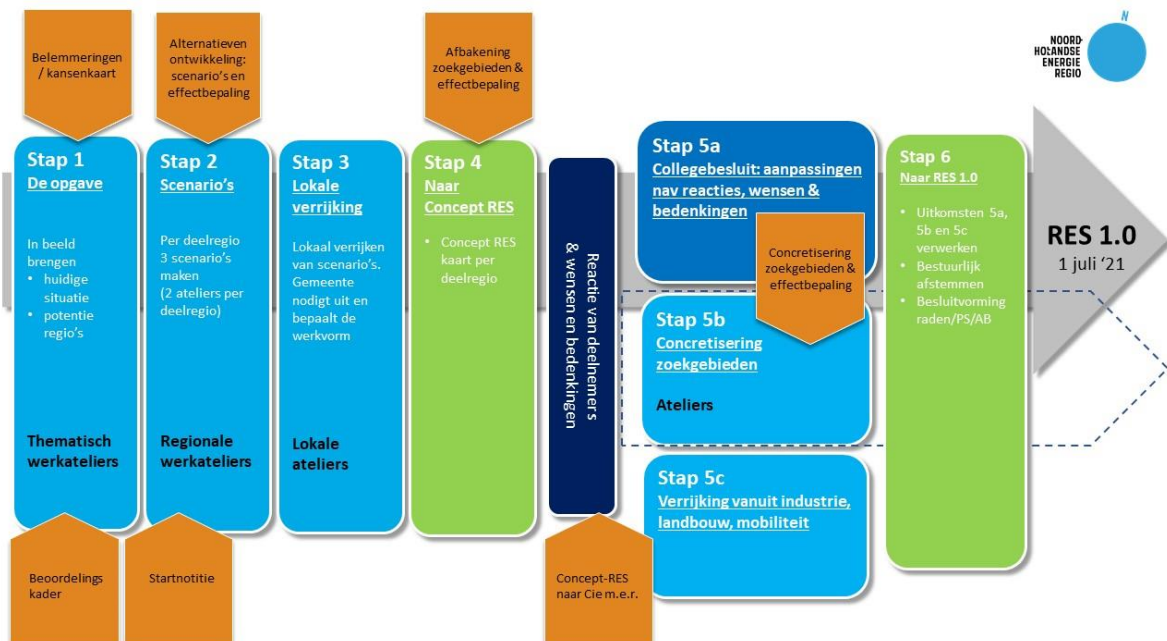 Belemmeringen
/ kansenkaart
Alternatieven
ontwikkeling:
scenario's en
effectbepaling
Afbakening
zoekgebieden &
effectbepaling
N
NOORD-
HOLLANDSE
ENERGIE
REGIO
Stap 1
De opgave
In beeld
brengen
• huidige
situatie
• potentie
regio's
Thematisch
werkateliers
Stap 2
Scenario's
Per deelregio
3 scenario's
maken
(2 ateliers per
deelregio)
Regionale
werkateliers
Stap 3
Lokale
verrijking
Lokaal verrijken
van scenario's.
Gemeente
nodigt uit en
bepaalt de
werkvorm
Lokale
ateliers
Stap 4
Naar
Concept RES
• Concept RES
kaart per
deelregio
Reactie van deelnemers
& wensen en bedenkingen
Stap 5a
Collegebesluit: aanpassingen
nav reacties, wensen &
bedenkingen
Concretisering
zoekgebieden &
effectbepaling
Stap 5b
Concretisering
zoekgebieden
Ateliers
Stap 5c
Verrijking vanuit industrie,
landbouw, mobiliteit
Stap 6
Naar RES 1.0
• Uitkomsten 5a,
5b en 5c
verwerken
• Bestuurlijk
afstemmen
• Besluitvorming
raden/PS/AB
RES 1.0
1 juli '21
Beoordelings
kader
Startnotitie
Concept-RES
naar Cie m.e.r.